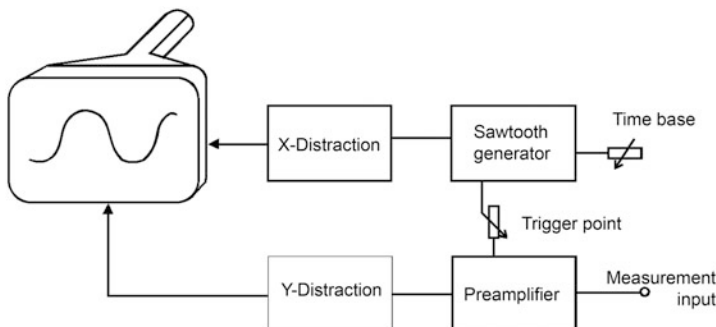 X-Distraction
Sawtooth
generator
Time base
Trigger point
Y-Distraction
Preamplifier
Measurement
input